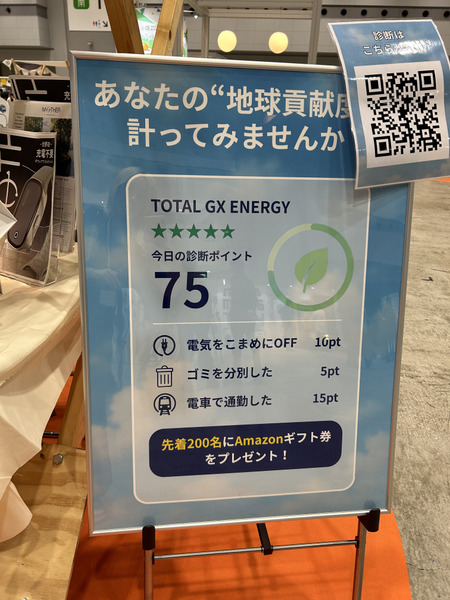 診断は
あなたの“地球貢献度
計ってみませんか
TOTAL GX ENERGY
★★★★★
今日の診断ポイント
75
電気をこまめにOFF 10pt
ゴミを分別した 5pt
電車で通勤した 15pt
先着200名にAmazonギフト券
をプレゼント！